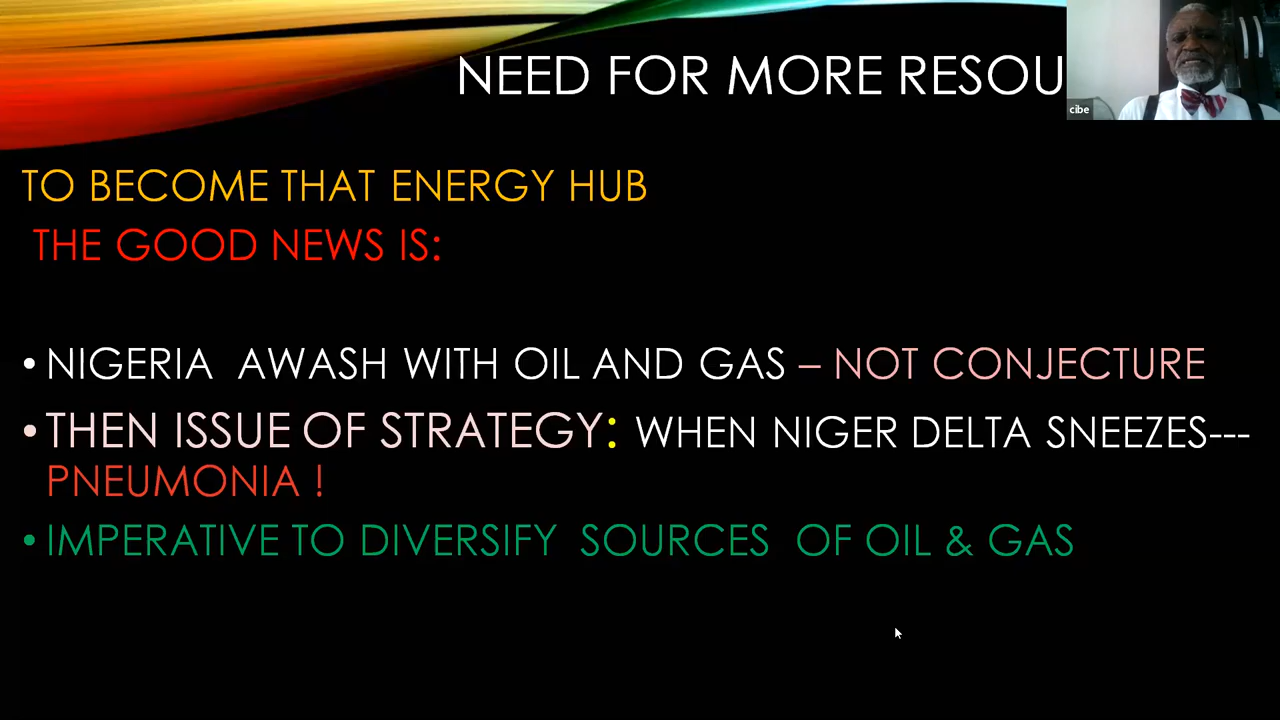 NEED FOR MORE RESOU
cibe
TO BECOME THAT ENERGY HUB
THE GOOD NEWS IS:
• NIGERIA AWASH WITH OIL AND GAS – NOT CONJECTURE
• THEN ISSUE OF STRATEGY: WHEN NIGER DELTA SNEEZES---
PNEUMONIA !
• IMPERATIVE TO DIVERSIFY SOURCES OF OIL & GAS